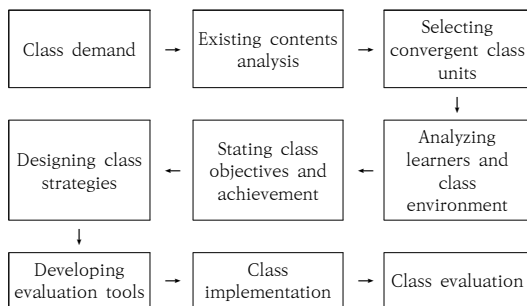 Class demand
Existing contents
analysis
Selecting
convergent class
units
Analyzing
learners and
class
environment
Stating class
objectives and
achievement
Designing class
strategies
Developing
evaluation tools
Class
implementation
Class evaluation